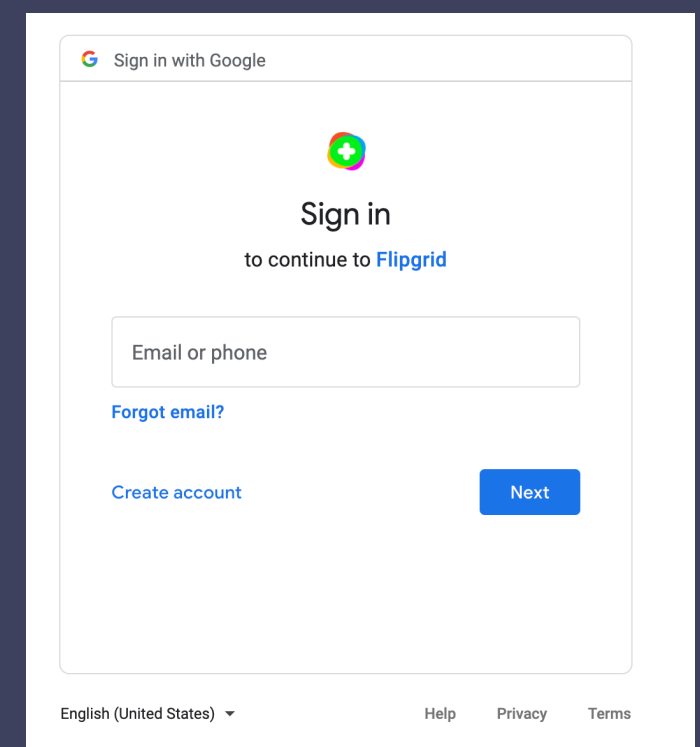 Sign in with Google
Sign in
to continue to Flipgrid
Email or phone
Forgot email?
Create account
Next
English (United States)
Help Privacy Terms